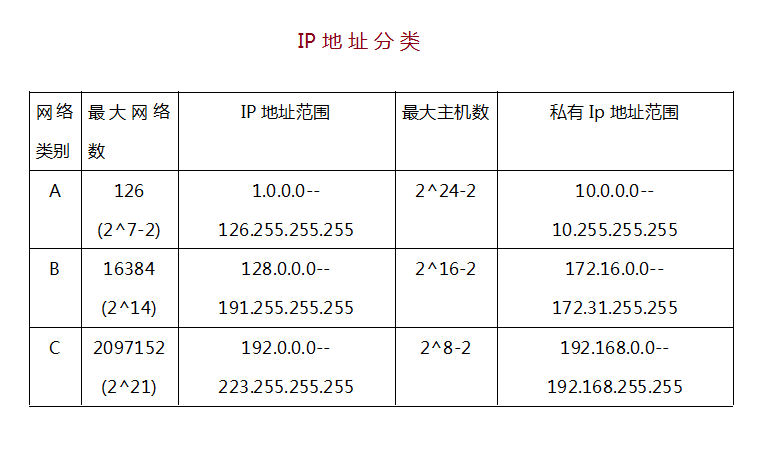 IP 地 址 分 类
网络 最大网络 IP 地址范围 最大主机数 私有 Ip 地址范围
类别 数
A 126 1.0.0.0-- 2^24-2 10.0.0.0--
(2^7-2) 126.255.255.255 10.255.255.255
B 16384 128.0.0.0-- 2^16-2 172.16.0.0--
(2^14) 191.255.255.255 172.31.255.255
C 2097152 192.0.0.0-- 2^8-2 192.168.0.0--
(2^21) 223.255.255.255 192.168.255.255